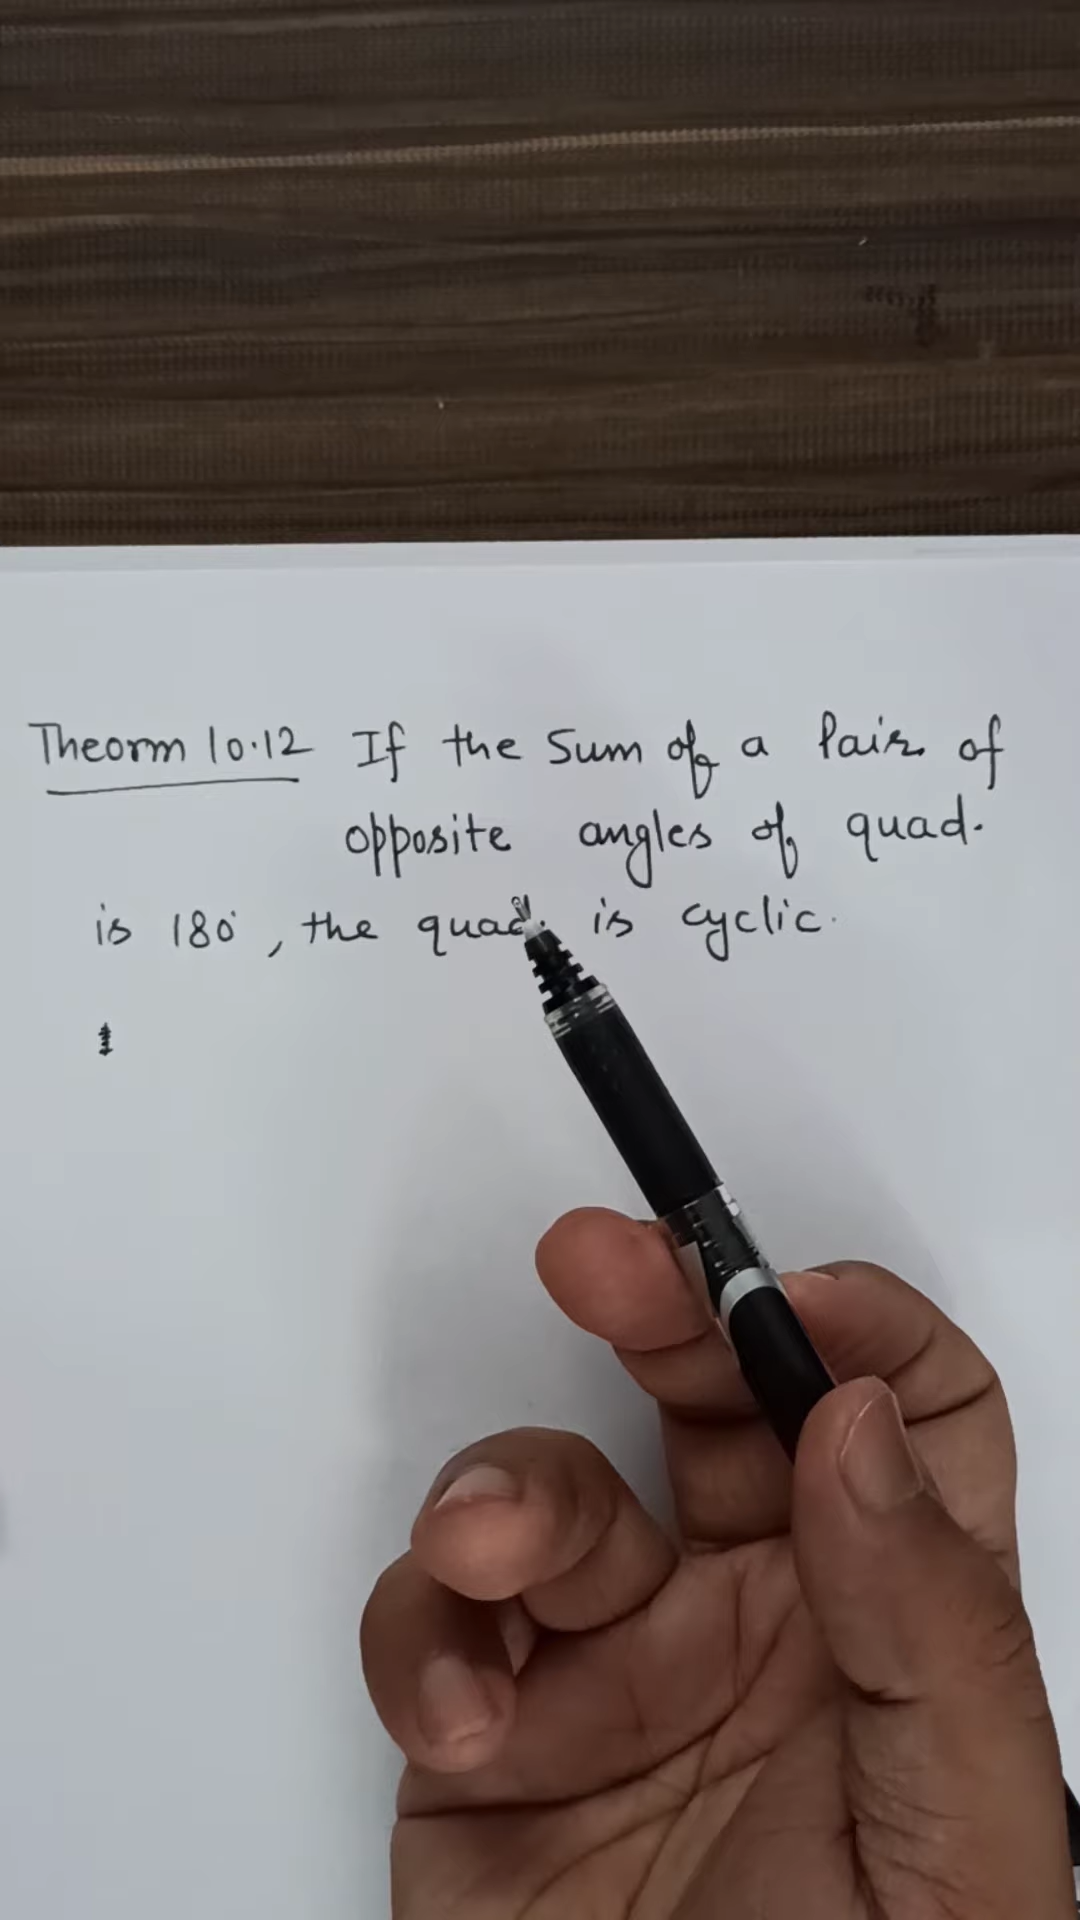 Theorm 10.12 If the Sum of a Pair of
opposite angles of quad.
is 180°, the quad. is cyclic.